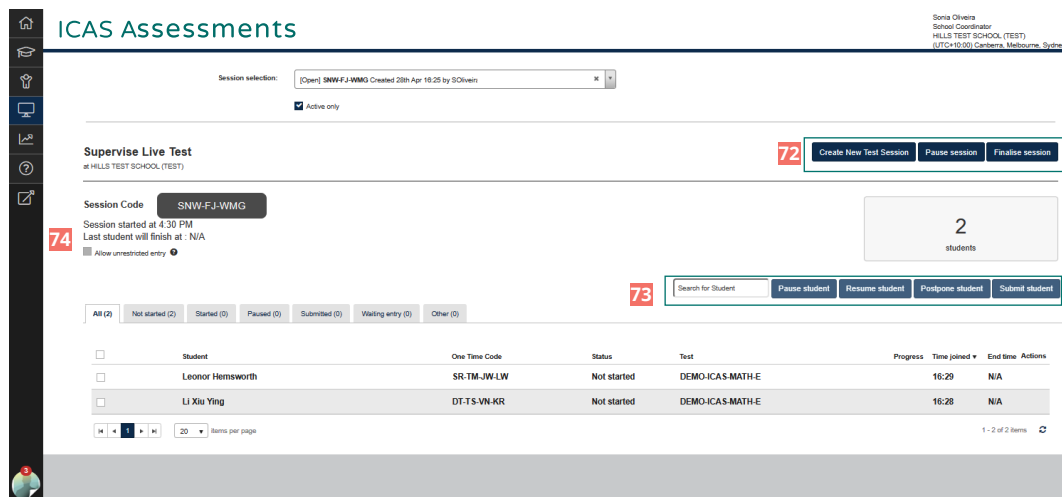 ICAS Assessments
Sonia Oliveira
School Coordinator
HILLS TEST SCHOOL (TEST)
(UTC+10:00) Canberra, Melbourne, Sydne
Session selection:
[Open] SNW-FJ-WMG Created 28th Apr 16:25 by SOlivein
Active only
Supervise Live Test
at HILLS TEST SCHOOL (TEST)
72
Create New Test Session Pause session Finalise session
Session Code SNW-FJ-WMG
Session started at 4:30 PM
Last student will finish at : N/A
74
Allow unrestricted entry ?
2
students
73
Search for Student Pause student Resume student Postpone student Submit student
All (2) Not started (2) Started (0) Paused (0) Submitted (0) Waiting entry (0) Other (0)
Student One Time Code Status Test Progress Time joined End time Actions
Leonor Hemsworth SR-TM-JW-LW Not started DEMO-ICAS-MATH-E 16:29 N/A
Li Xiu Ying DT-TS-VN-KR Not started DEMO-ICAS-MATH-E 16:28 N/A
1 20 items per page 1 - 2 of 2 items
3